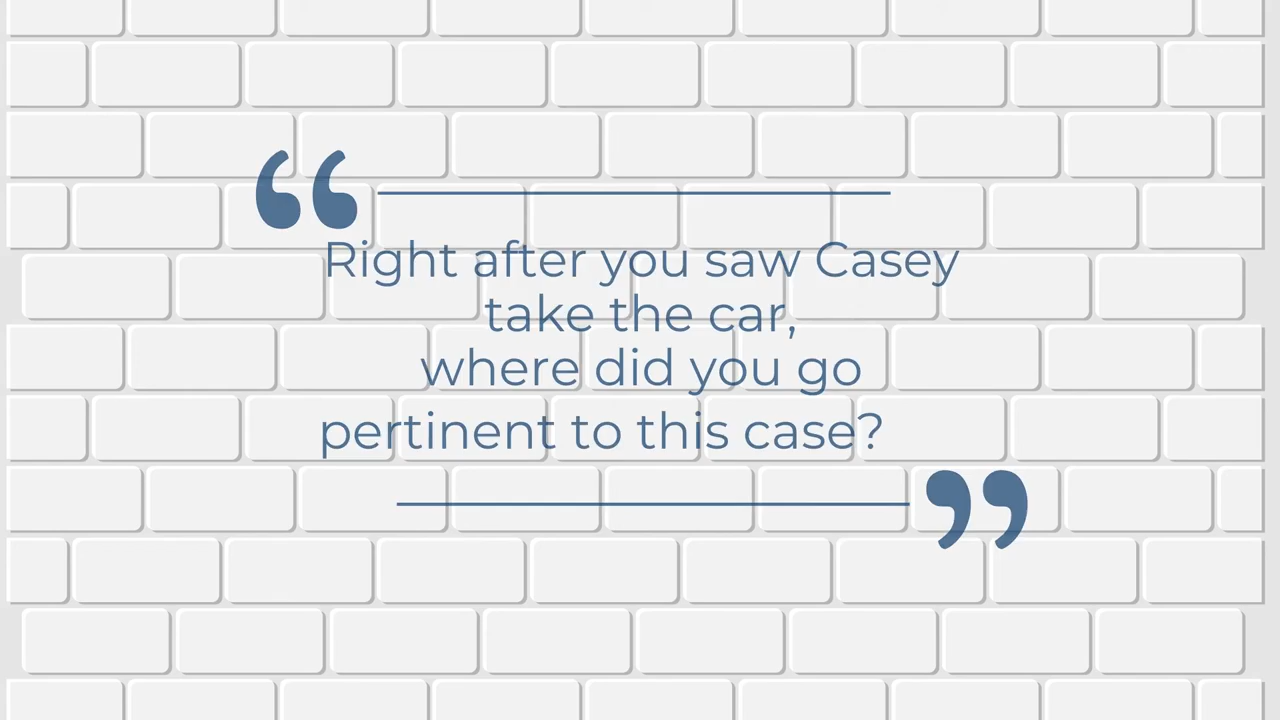 “
Right after you saw Casey
take the car,
where did you go
pertinent to this case?
”